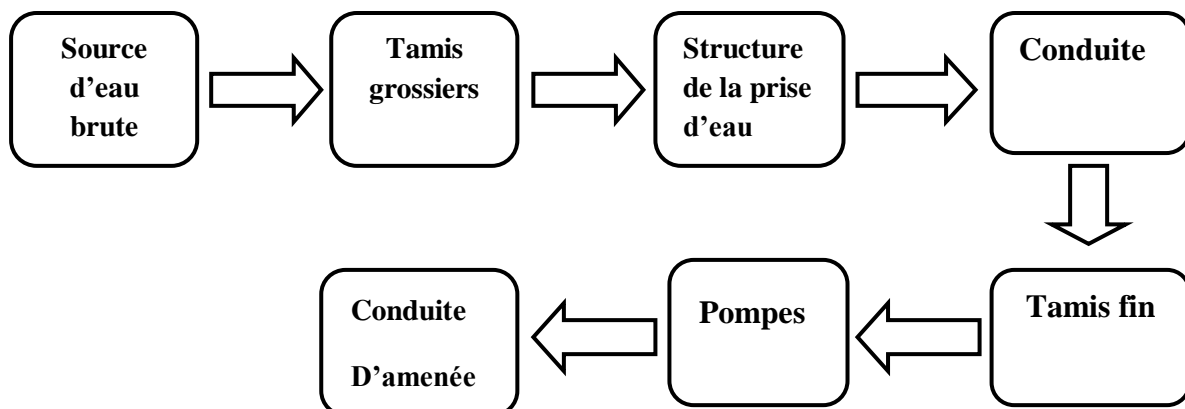 Source
d’eau
brute
Tamis
grossiers
Structure
de la prise
d’eau
Conduite
Tamis fin
Pompes
Conduite
D’amenée